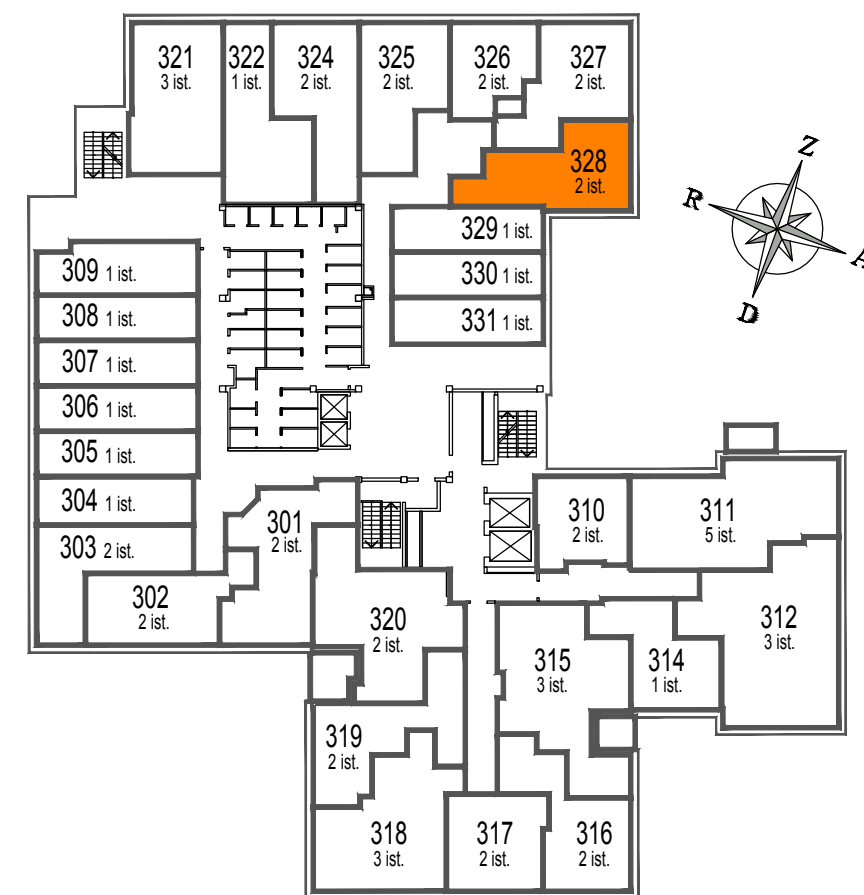 321
3 ist.
322
1 ist.
324
2 ist.
325
2 ist.
326
2 ist.
327
2 ist.
328
2 ist.
Z
R
A
D
329 1 ist.
330 1 ist.
331 1 ist.
309 1 ist.
308 1 ist.
307 1 ist.
306 1 ist.
305 1 ist.
304 1 ist.
303 2 ist.
301
2 ist.
302
2 ist.
310
2 ist.
311
5 ist.
312
3 ist.
314
1 ist.
315
3 ist.
320
2 ist.
319
2 ist.
318
3 ist.
317
2 ist.
316
2 ist.